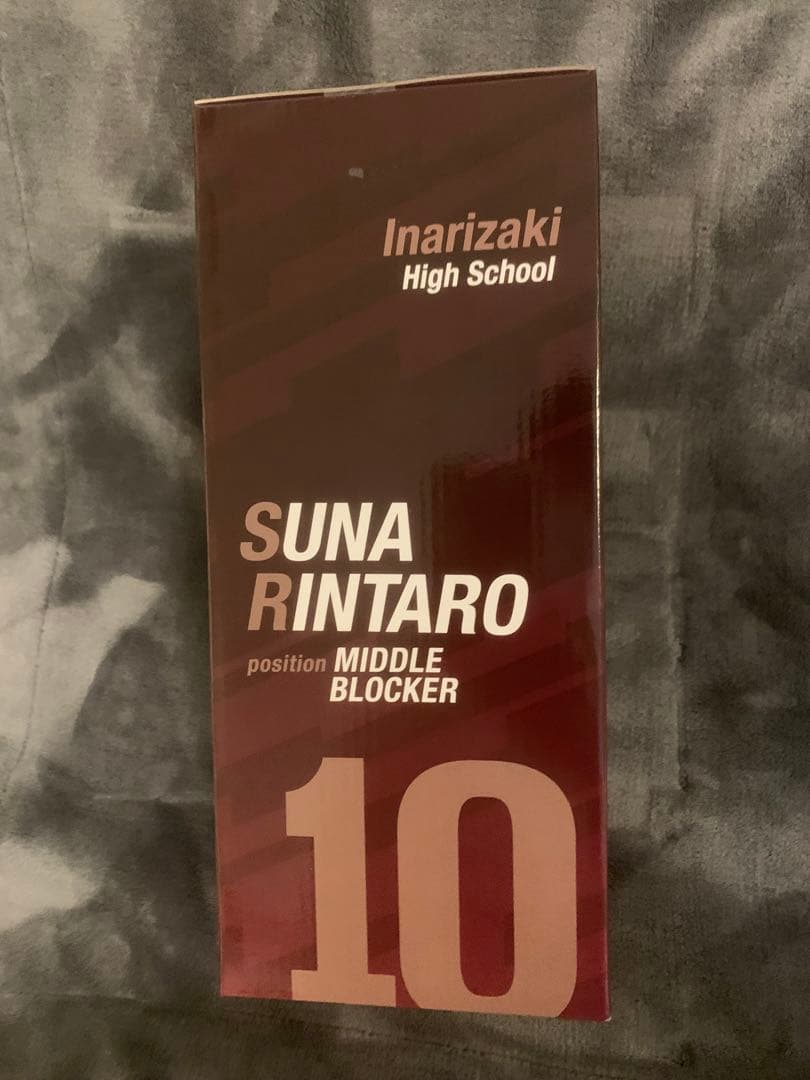 Inarizaki
High School
SUNA
RINTARO
position MIDDLE
BLOCKER
10